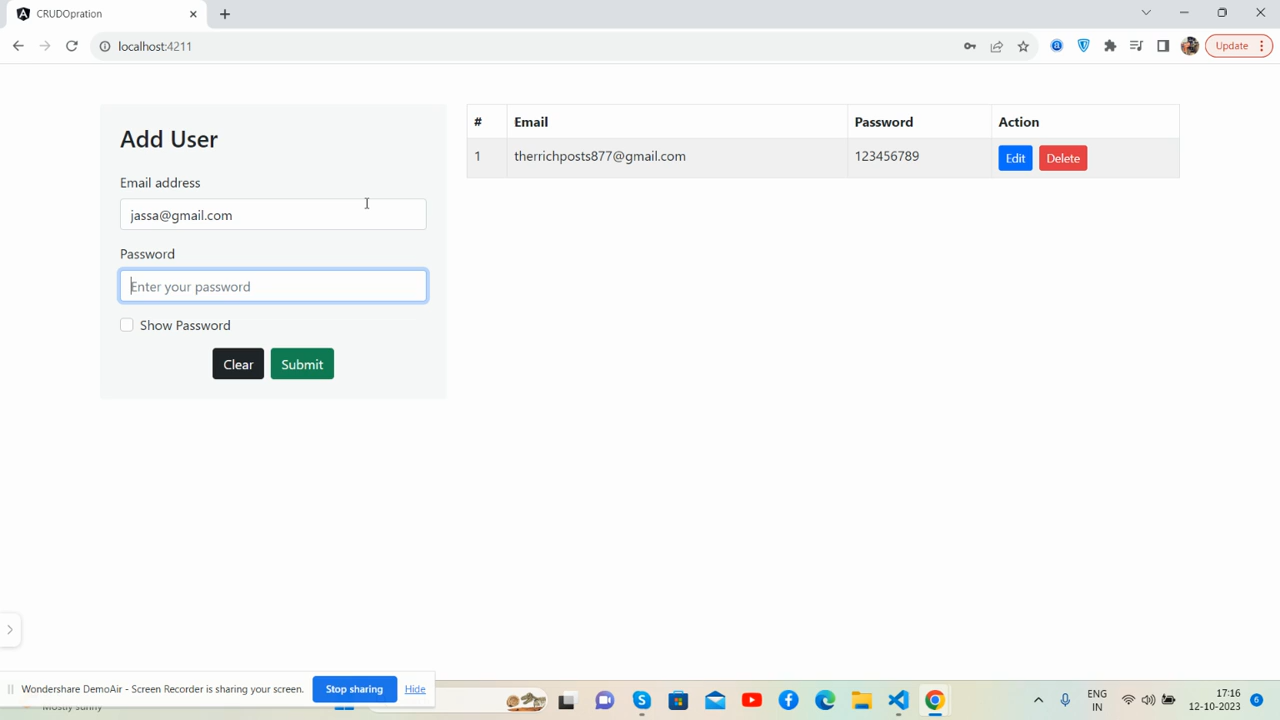 CRUDOpration
localhost:4211
Update
Add User
Email address
jassa@gmail.com
Password
Enter your password
Show Password
Clear Submit
# Email Password Action
1 therrichposts877@gmail.com 123456789 Edit Delete
Wondershare DemoAir - Screen Recorder is sharing your screen. Stop sharing Hide
Mostly sunny
ENG
IN
17:16
12-10-2023
6